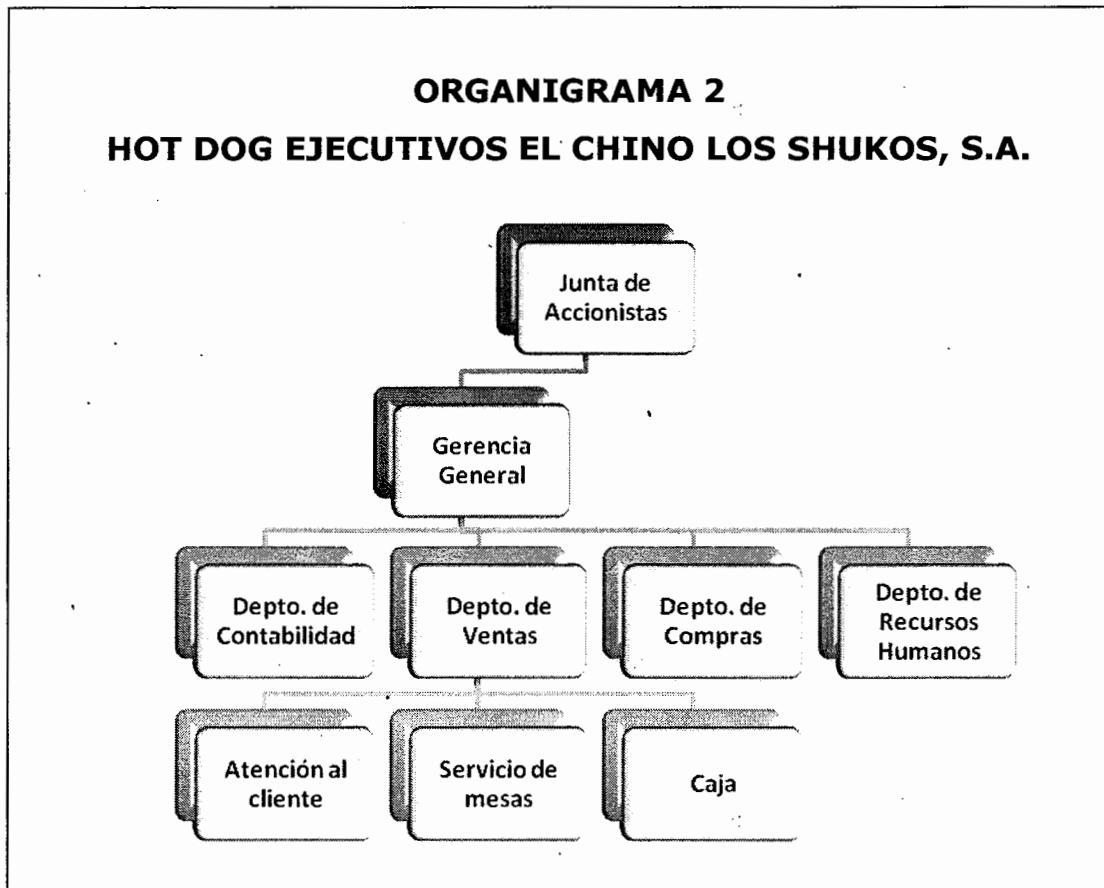 ORGANIGRAMA 2
HOT DOG EJECUTIVOS EL CHINO LOS SHUKOS, S.A.
Junta de
Accionistas
Gerencia
General
Depto. de
Contabilidad
Depto. de
Ventas
Depto. de
Compras
Depto. de
Recursos
Humanos
Atención al
cliente
Servicio de
mesas
Caja